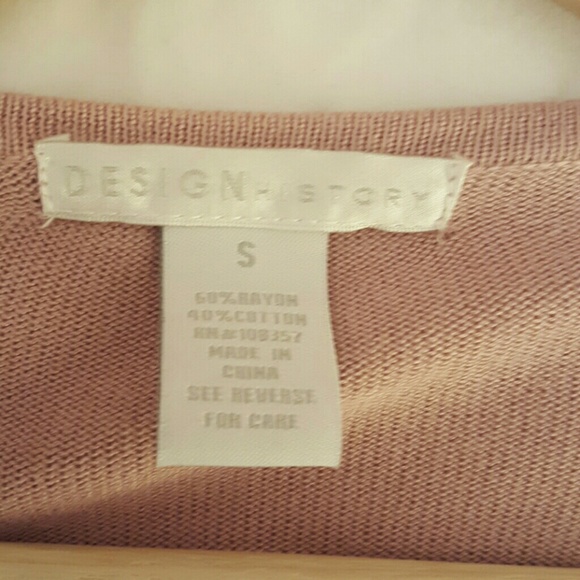 DESIGN HISTORY
S
60%RAYON
40%COTTON
RN#108357
MADE IN
CHINA
SEE REVERSE
FOR CARE